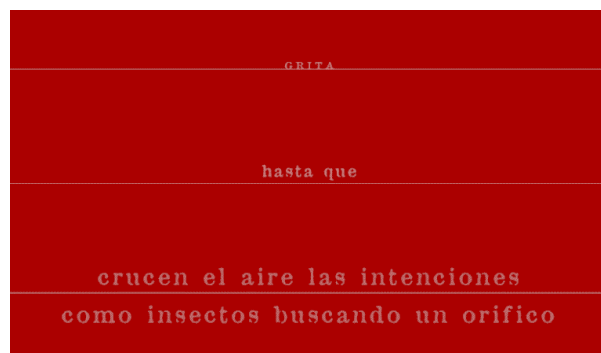 GRITA
hasta que
crucen el aire las intenciones
como insectos buscando un orifico